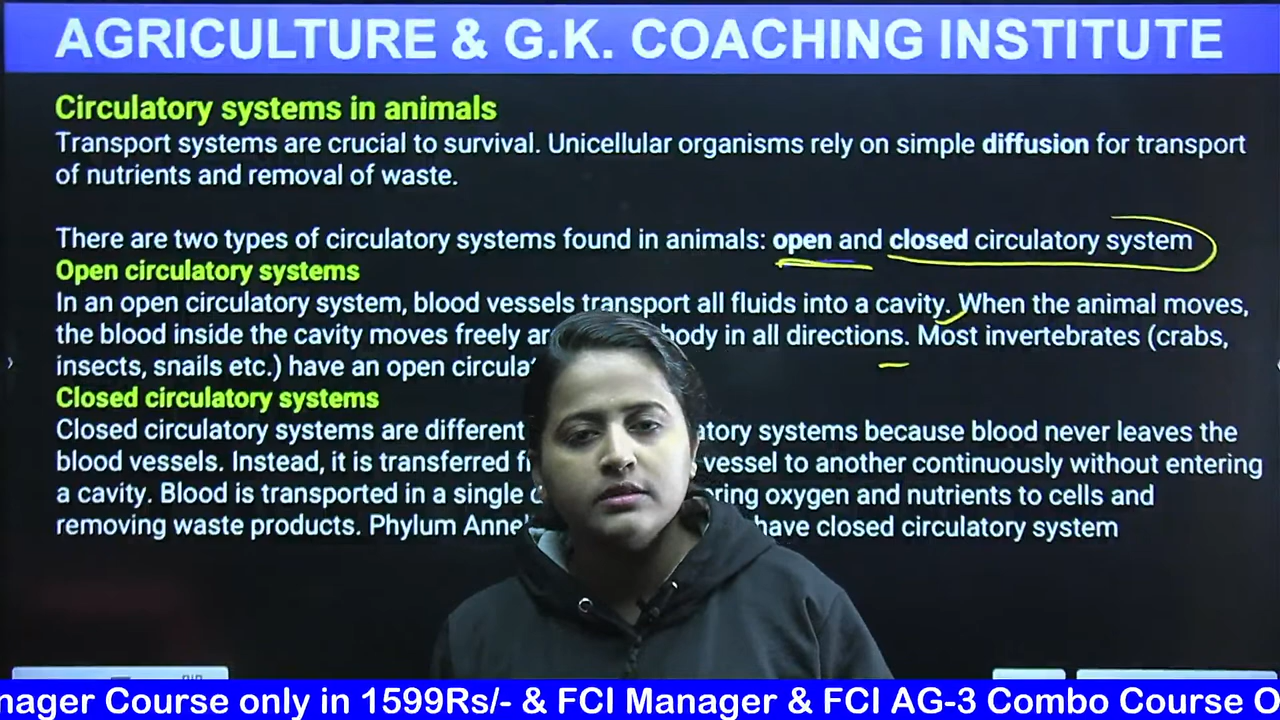 AGRICULTURE & G.K. COACHING INSTITUTE
Circulatory systems in animals
Transport systems are crucial to survival. Unicellular organisms rely on simple diffusion for transport
of nutrients and removal of waste.
There are two types of circulatory systems found in animals: open and closed circulatory system
Open circulatory systems
In an open circulatory system, blood vessels transport all fluids into a cavity. When the animal moves,
the blood inside the cavity moves freely body in all directions. Most invertebrates (crabs,
insects, snails etc.) have an open
Closed circulatory systems
Closed circulatory systems are different systems because blood never leaves the
blood vessels. Instead, it is transferred vessel to another continuously without entering
a cavity. Blood is transported in a single oxygen and nutrients to cells and
removing waste products. Phylum have closed circulatory system
nager Course only in 1599Rs/- & FCI Manager & FCI AG-3 Combo Course O